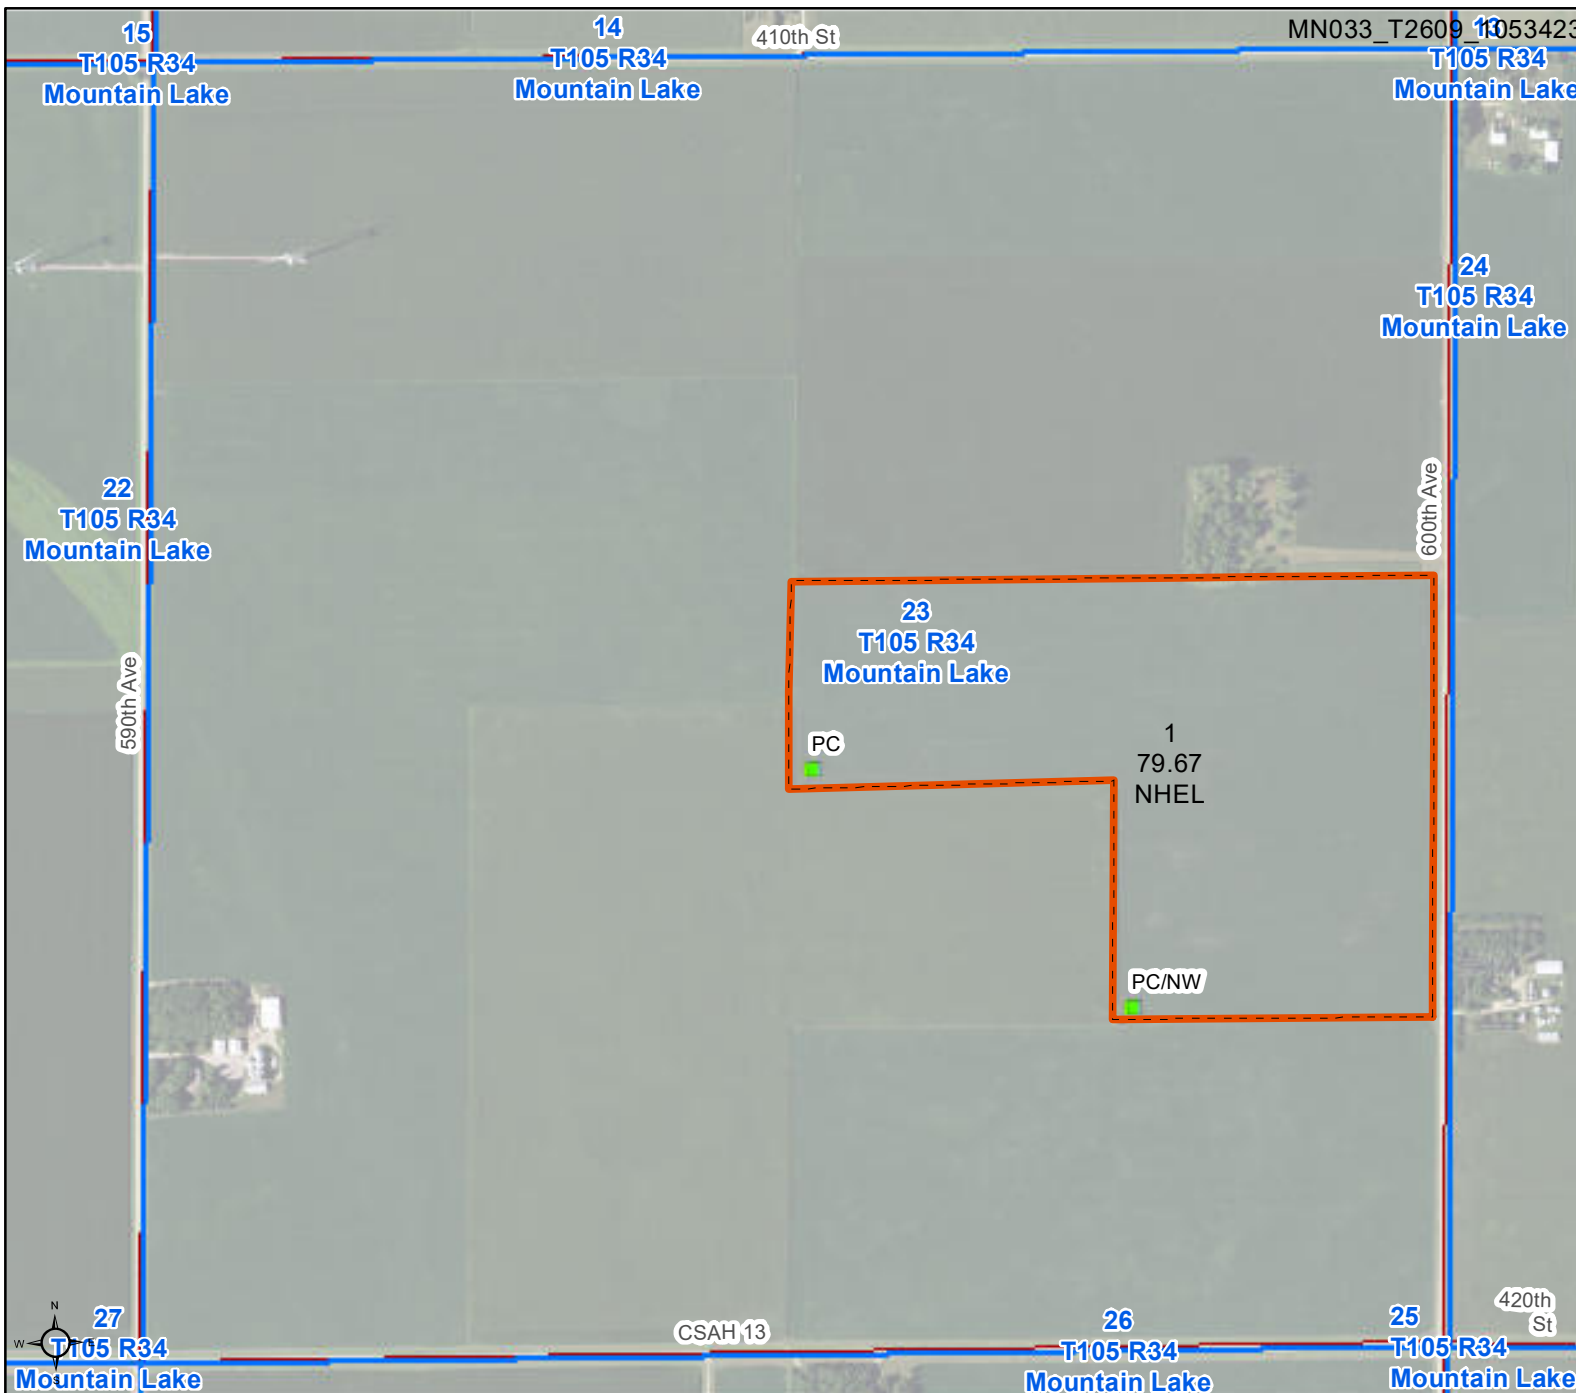 15
T105 R34
Mountain Lake
14
T105 R34
Mountain Lake
410th St
MN033_T2609_1053423
13
T105 R34
Mountain Lake
24
T105 R34
Mountain Lake
22
T105 R34
Mountain Lake
600th Ave
590th Ave
23
T105 R34
Mountain Lake
PC
1
79.67
NHEL
PC/NW
N
W
E
S
27
T105 R34
Mountain Lake
CSAH 13
26
T105 R34
Mountain Lake
25
T105 R34
Mountain Lake
420th
St